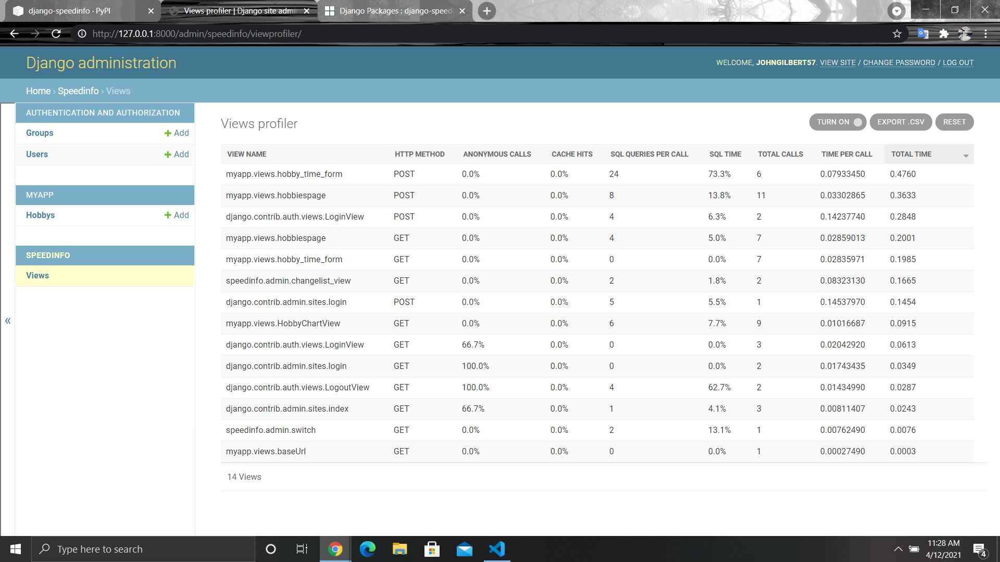 django-speedinfo · PyPI
Views profiler | Django site admi
Django Packages : django-speed
http://127.0.0.1:8000/admin/speedinfo/viewprofiler/
Django administration
WELCOME, JOHNGILBERT57. VIEW SITE / CHANGE PASSWORD / LOG OUT
Home › Speedinfo › Views
AUTHENTICATION AND AUTHORIZATION
Groups Add
Users Add
MYAPP
Hobbys Add
SPEEDINFO
Views
«
Views profiler
TURN ON
EXPORT .CSV
RESET
VIEW NAME HTTP METHOD ANONYMOUS CALLS CACHE HITS SQL QUERIES PER CALL SQL TIME TOTAL CALLS TIME PER CALL TOTAL TIME
myapp.views.hobby_time_form POST 0.0% 0.0% 24 73.3% 6 0.07933450 0.4760
myapp.views.hobbiespage POST 0.0% 0.0% 8 13.8% 11 0.03302865 0.3633
django.contrib.auth.views.LoginView POST 0.0% 0.0% 4 6.3% 2 0.14237740 0.2848
myapp.views.hobbiespage GET 0.0% 0.0% 4 5.0% 7 0.02859013 0.2001
myapp.views.hobby_time_form GET 0.0% 0.0% 0 0.0% 7 0.02835971 0.1985
speedinfo.admin.changelist_view GET 0.0% 0.0% 2 1.8% 2 0.08323130 0.1665
django.contrib.admin.sites.login POST 0.0% 0.0% 5 5.5% 1 0.14537970 0.1454
myapp.views.HobbyChartView GET 0.0% 0.0% 6 7.7% 9 0.01016687 0.0915
django.contrib.auth.views.LoginView GET 66.7% 0.0% 0 0.0% 3 0.02042920 0.0613
django.contrib.admin.sites.login GET 100.0% 0.0% 0 0.0% 2 0.01743435 0.0349
django.contrib.auth.views.LogoutView GET 100.0% 0.0% 4 62.7% 2 0.01434990 0.0287
django.contrib.admin.sites.index GET 66.7% 0.0% 1 4.1% 3 0.00811407 0.0243
speedinfo.admin.switch GET 0.0% 0.0% 2 13.1% 1 0.00762490 0.0076
myapp.views.baseUrl GET 0.0% 0.0% 0 0.0% 1 0.00027490 0.0003
14 Views
Type here to search
11:28 AM
4/12/2021
4